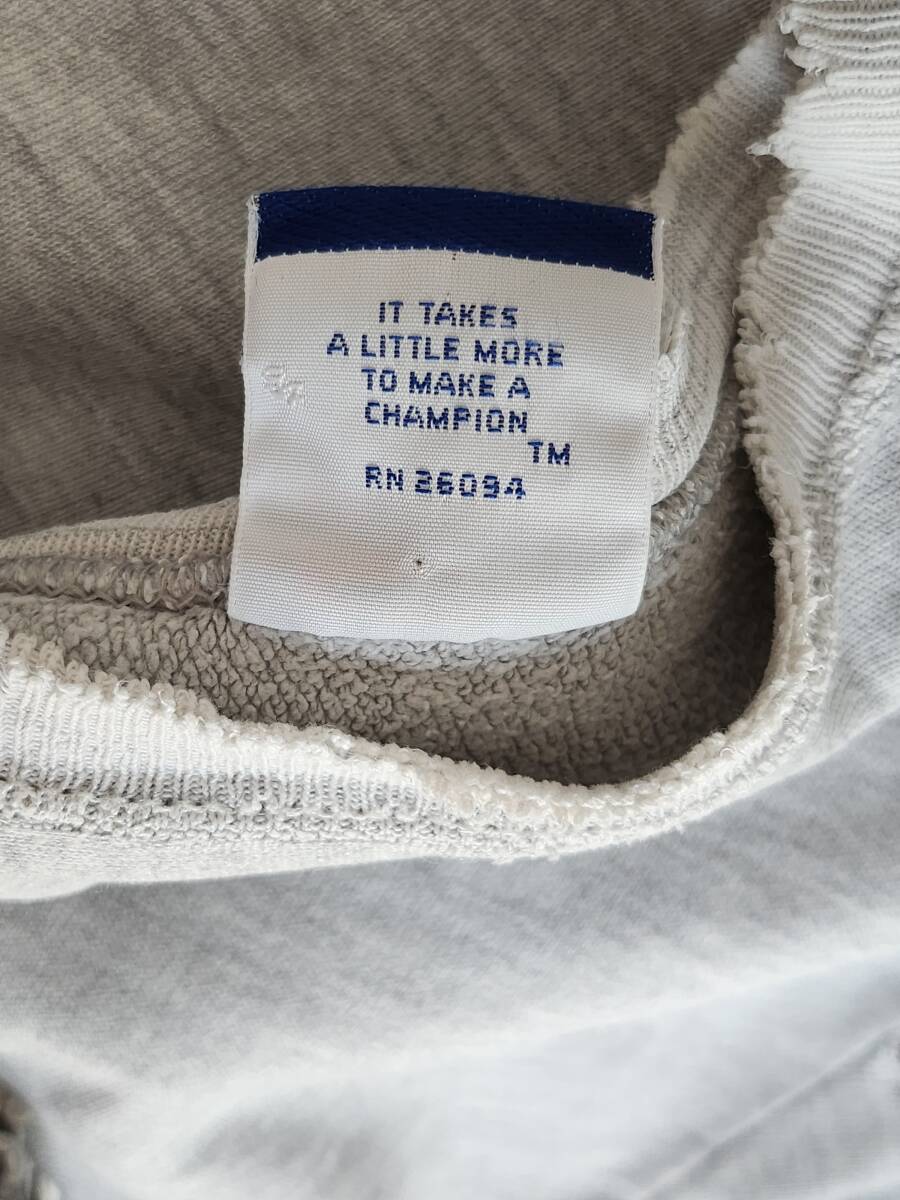 IT TAKES
A LITTLE MORE
TO MAKE A
CHAMPION
TM
RN 26094